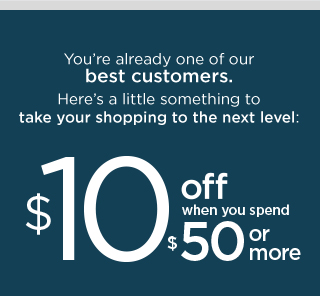 You're already one of our
best customers.
Here's a little something to
take your shopping to the next level:
$10 off
when you spend
$50 or
more